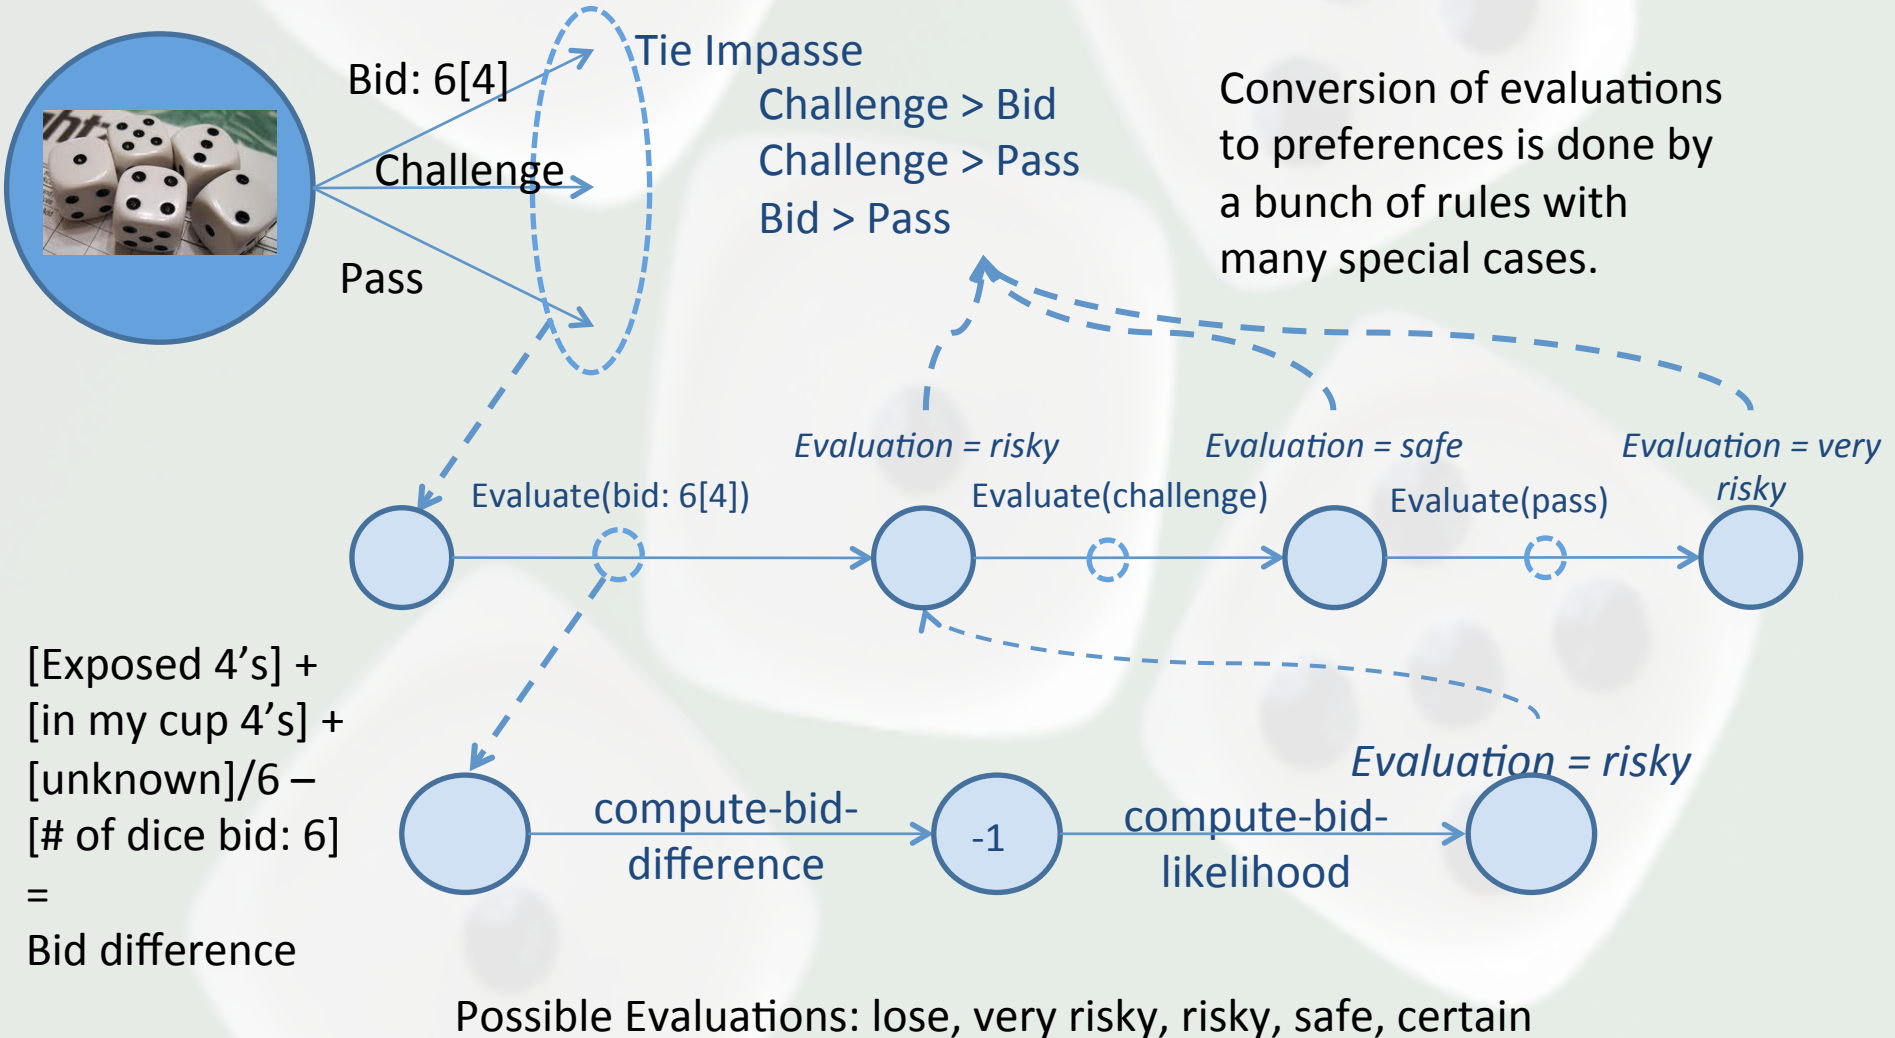 Bid: 6[4]
Challenge
Pass
Tie Impasse
Challenge > Bid
Challenge > Pass
Bid > Pass
Conversion of evaluations
to preferences is done by
a bunch of rules with
many special cases.
Evaluation = risky
Evaluation = safe
Evaluation = very
risky
Evaluate(bid: 6[4])
Evaluate(challenge)
Evaluate(pass)
[Exposed 4’s] +
[in my cup 4’s] +
[unknown]/6 –
[# of dice bid: 6]
=
Bid difference
compute-bid-
difference
-1
compute-bid-
likelihood
Evaluation = risky
Possible Evaluations: lose, very risky, risky, safe, certain